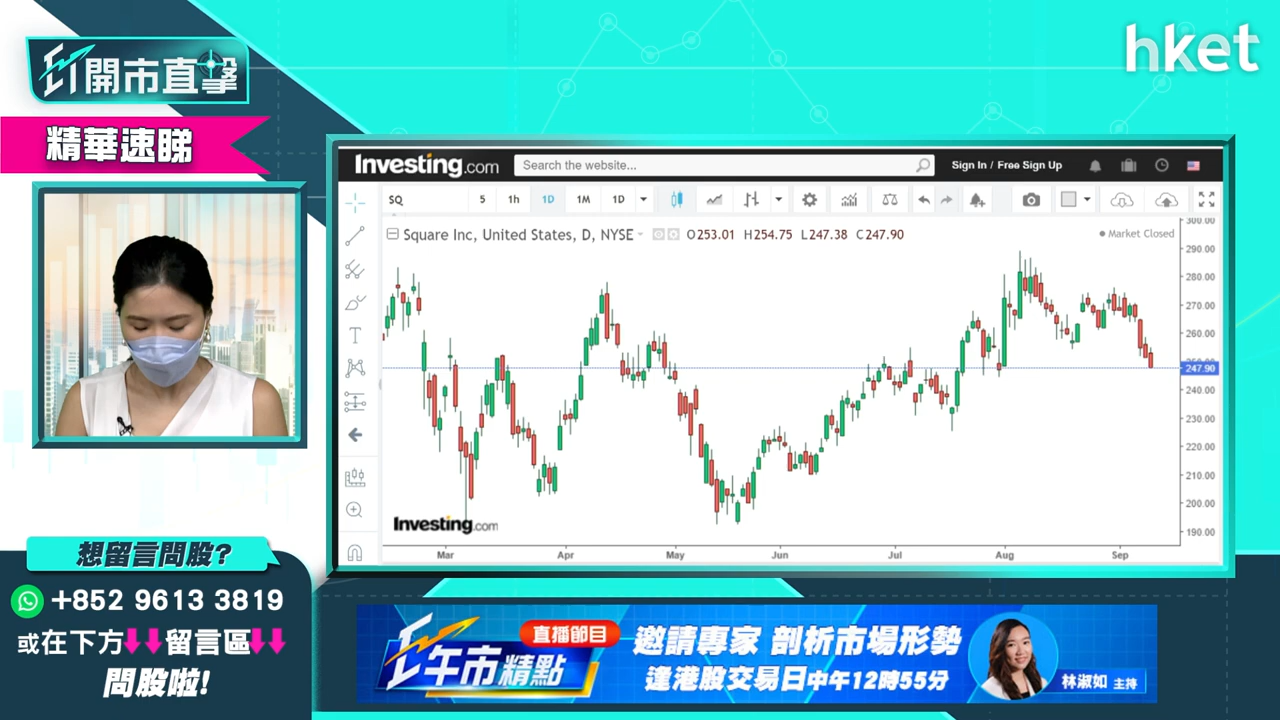 ET開市直擊
hket
精華速睇
Investing.com
Search the website...
Sign In / Free Sign Up
SQ
5
1h
1D
1M
1D
Square Inc, United States, D, NYSE
O253.01 H254.75 L247.38 C247.90
Market Closed
300.00
290.00
280.00
270.00
260.00
250.00
247.90
240.00
230.00
220.00
210.00
200.00
190.00
Investing.com
Mar
Apr
May
Jun
Jul
Aug
Sep
想留言問股?
+852 9613 3819
或在下方留言區
問股啦!
ET午市精點
直播節目
邀請專家 剖析市場形勢
逢港股交易日中午12時55分
林淑如 主持